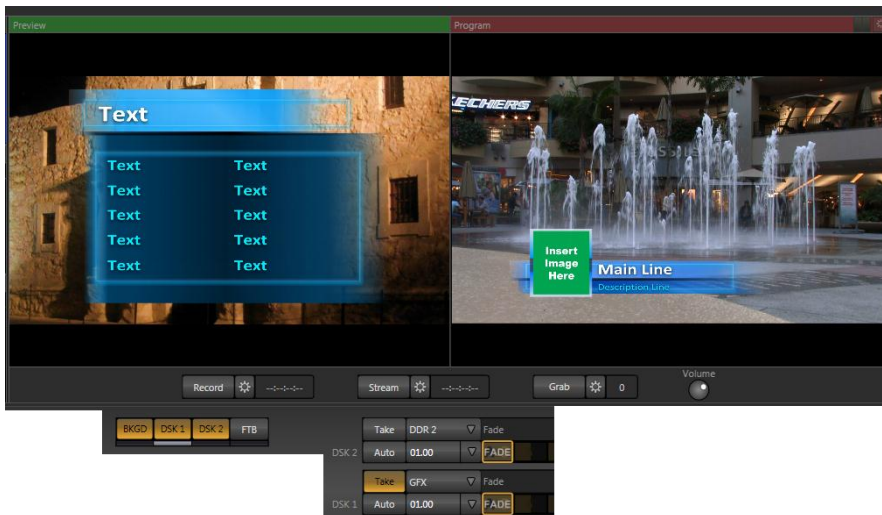 Preview
Program
Text
Text Text
Text Text
Text Text
Text Text
Text Text
KECHERS
Insert
Image
Here
Main Line
Description Line
Record --:--:--:--
Stream --:--:--:--
Grab 0
Volume
BKGD DSK 1 DSK 2 FTB
Take DDR 2 Fade
DSK 2 Auto 01.00 FADE
Take GFX Fade
DSK 1 Auto 01.00 FADE